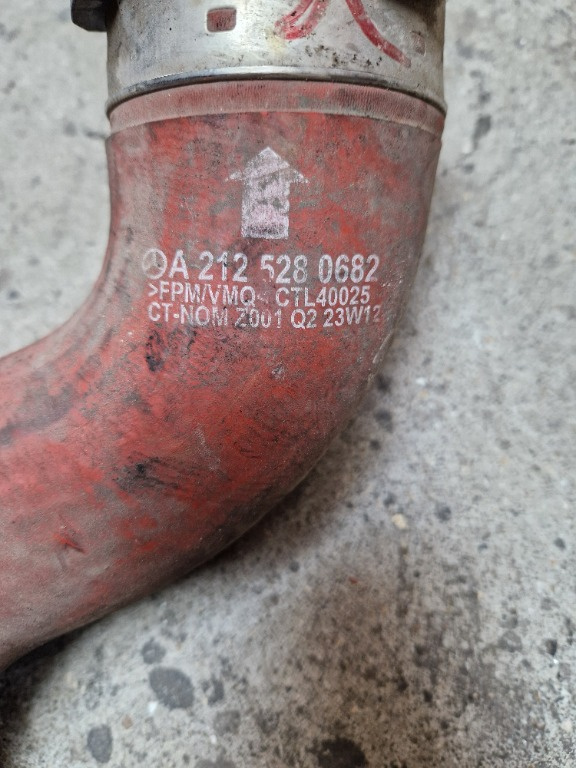 A 212 528 0682
>FPM/VMQ< CTL40025
CT-NOM Z001 Q2 23W12